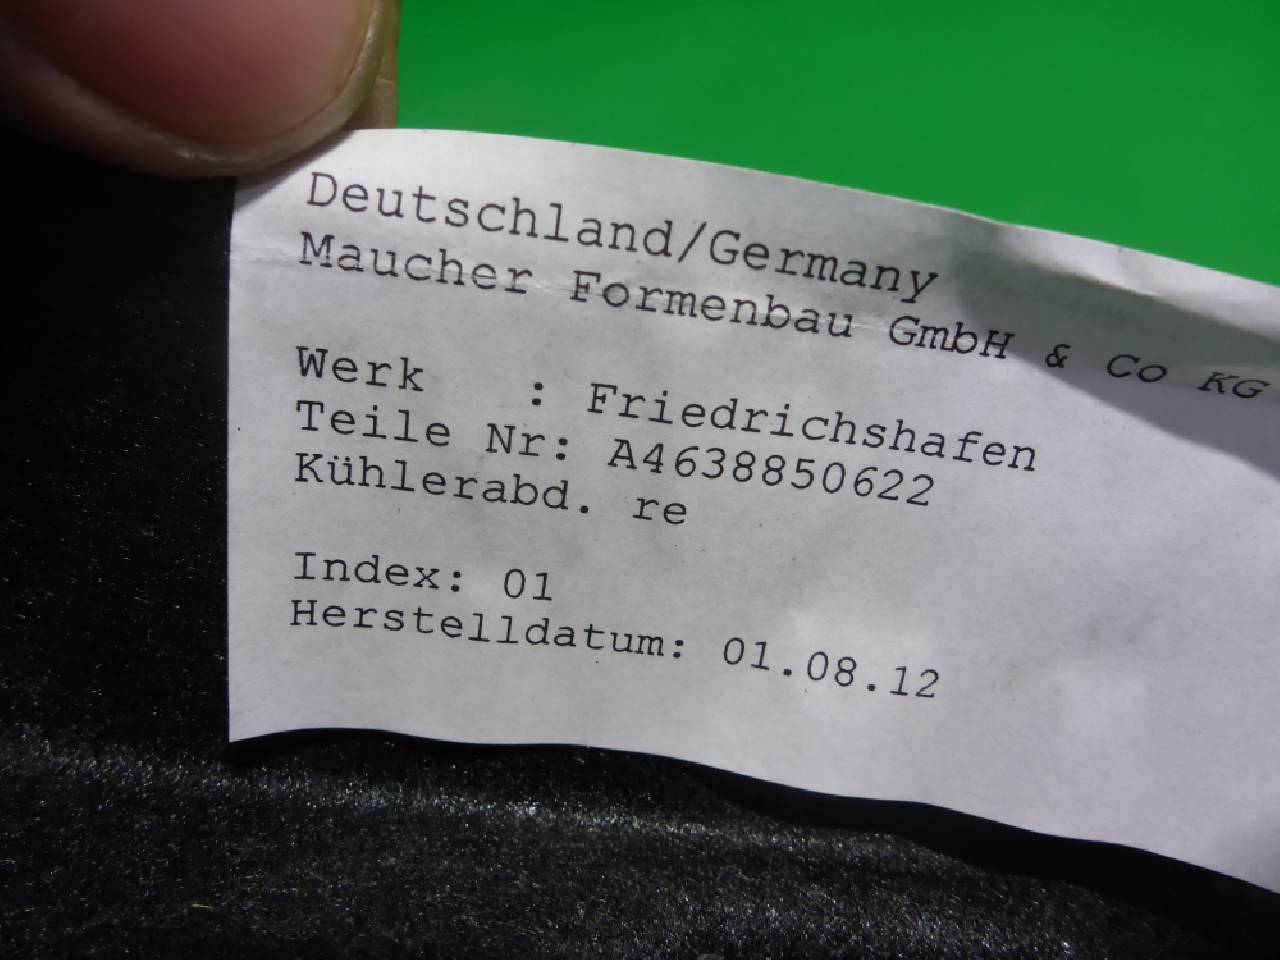 Deutschland/Germany
Maucher Formenbau GmbH & Co KG
Werk : Friedrichshafen
Teile Nr: A4638850622
Kühlerabd. re
Index: 01
Herstelldatum: 01.08.12